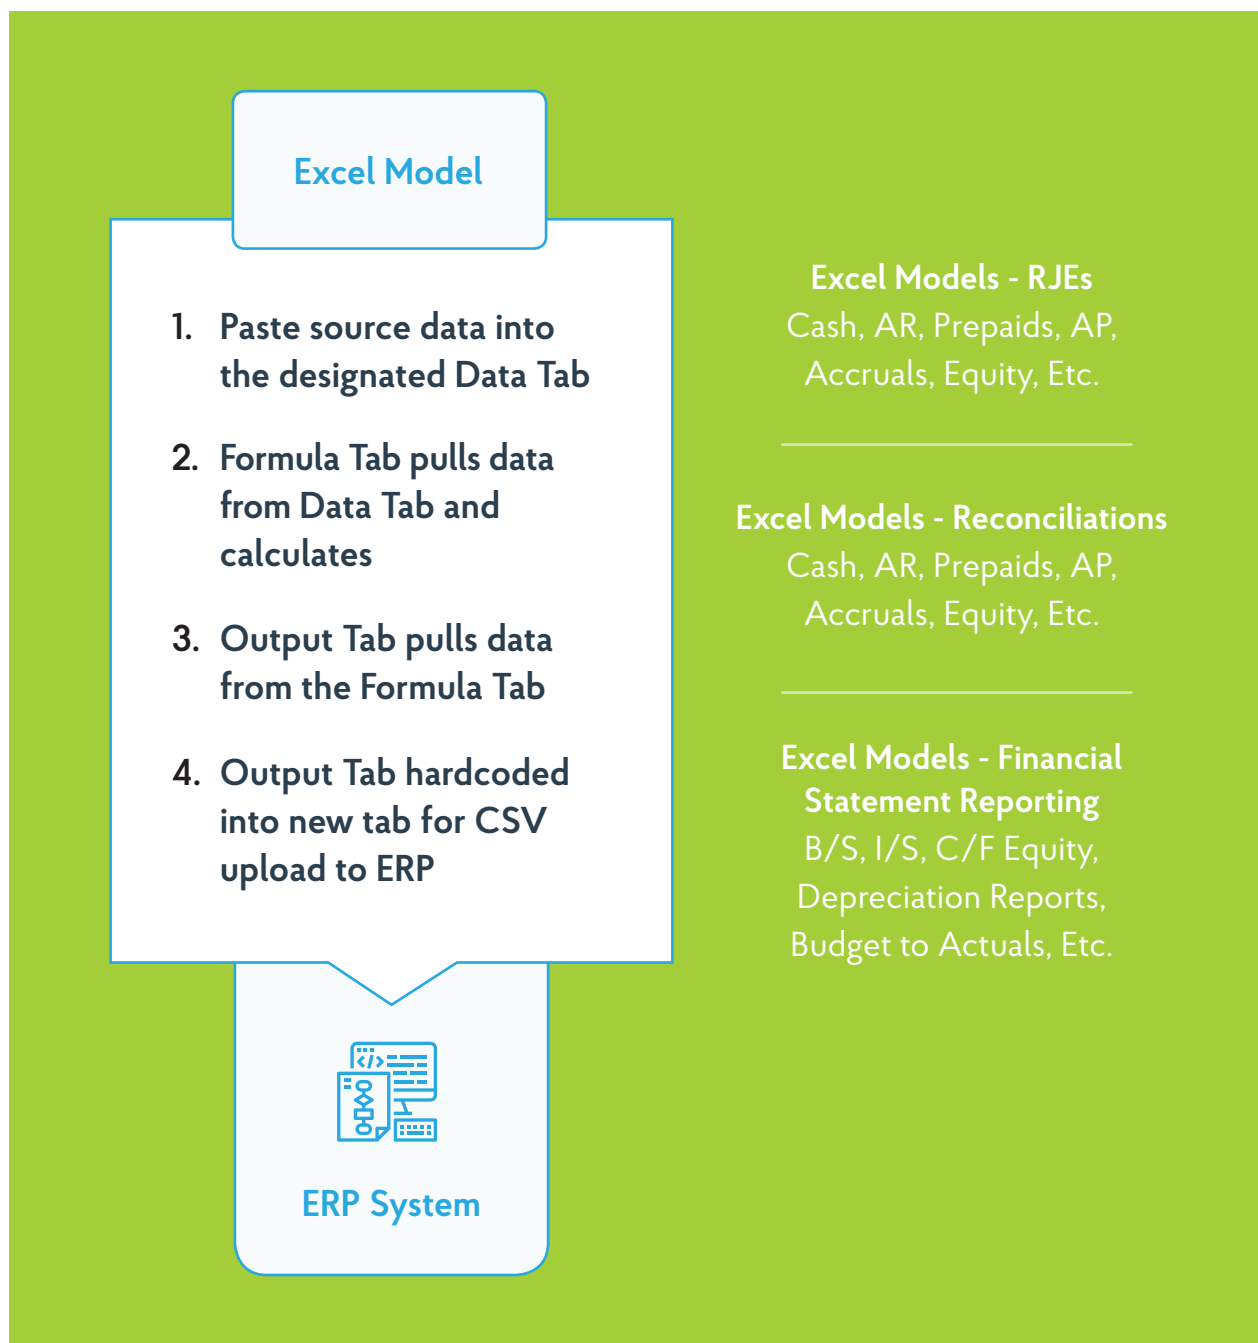 Excel Model
1. Paste source data into
the designated Data Tab
2. Formula Tab pulls data
from Data Tab and
calculates
3. Output Tab pulls data
from the Formula Tab
4. Output Tab hardcoded
into new tab for CSV
upload to ERP
</>
ERP System
Excel Models - RJEs
Cash, AR, Prepaids, AP,
Accruals, Equity, Etc.
Excel Models - Reconciliations
Cash, AR, Prepaids, AP,
Accruals, Equity, Etc.
Excel Models - Financial
Statement Reporting
B/S, I/S, C/F Equity,
Depreciation Reports,
Budget to Actuals, Etc.